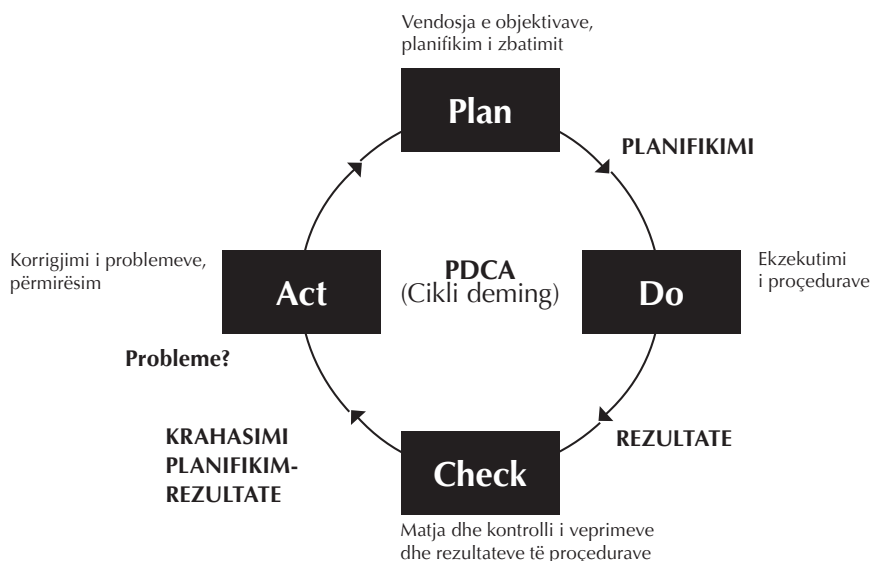 Vendosja e objektivave,
planifikim i zbatimit
Plan
PLANIFIKIMI
Korrigjimi i problemeve,
përmirësim
Act
PDCA
(Cikli deming)
Do
Ekzekutimi
i proçedurave
Probleme?
KRAHASIMI
PLANIFIKIM-
REZULTATE
REZULTATE
Check
Matja dhe kontrolli i veprimeve
dhe rezultateve të proçedurave